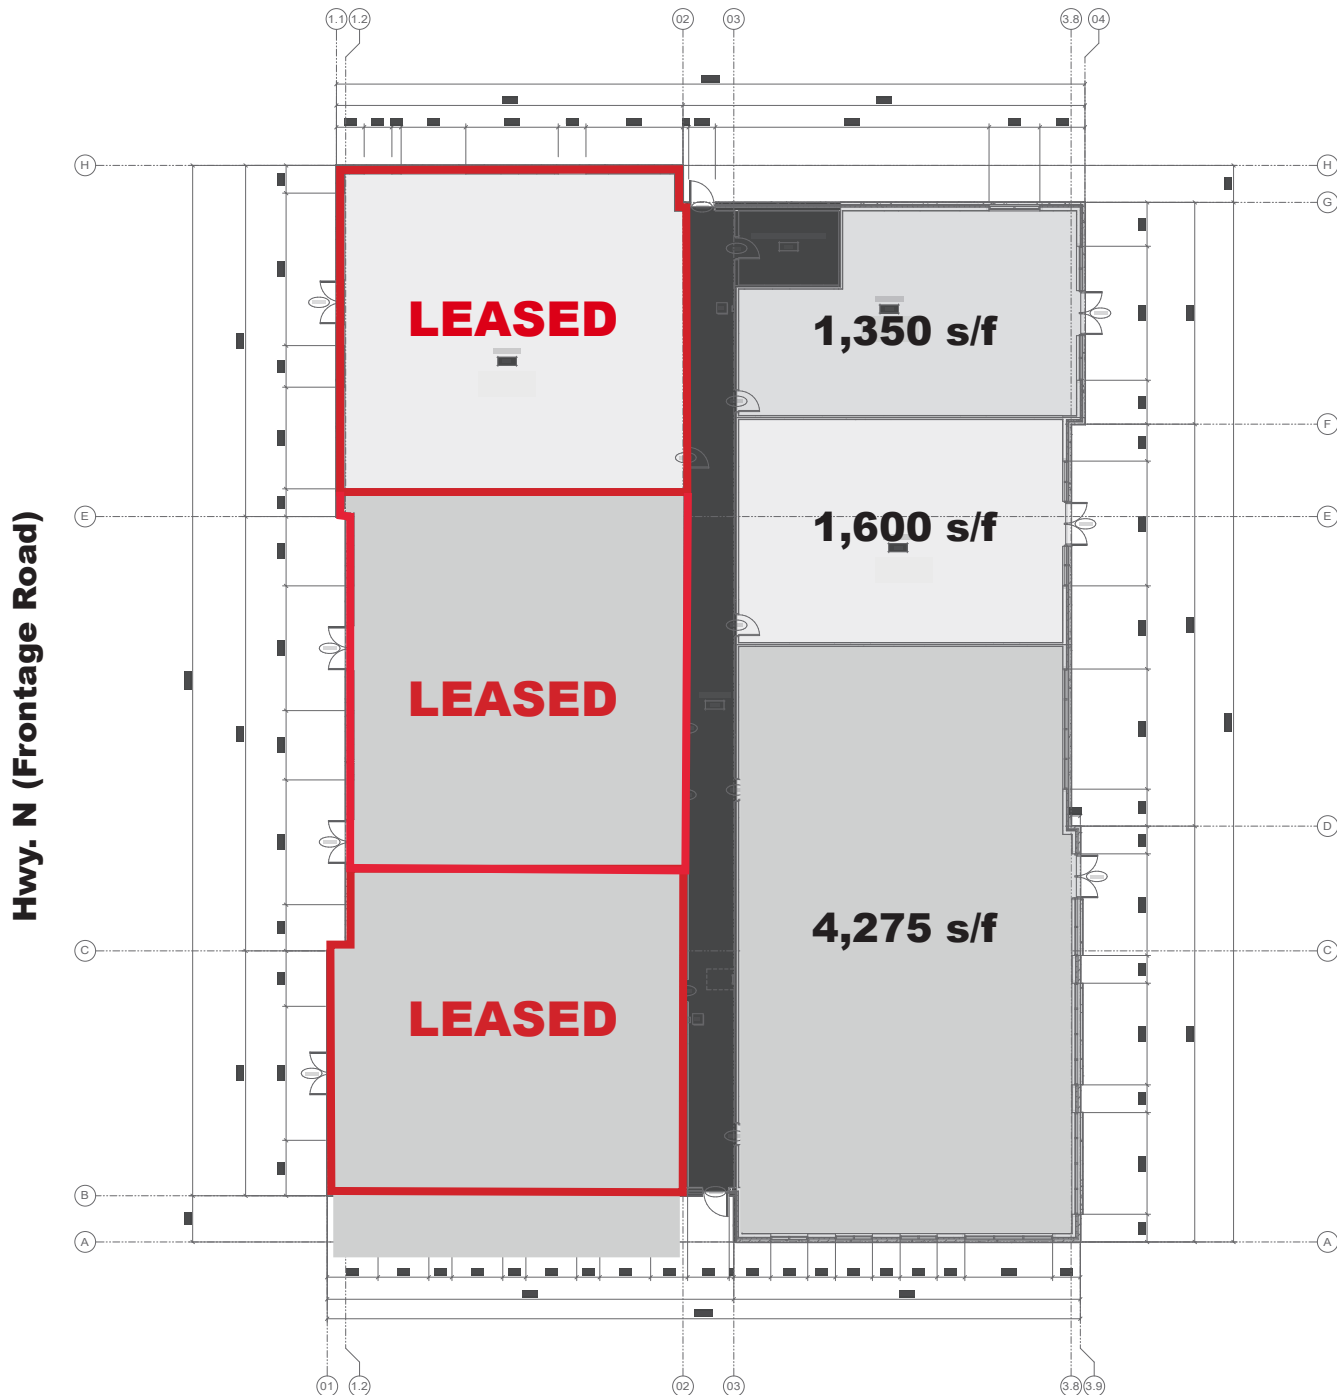 1.1 1.2 02 03 3.8 04
H H
G
LEASED
1,350 s/f
F
E E
1,600 s/f
Hwy. N (Frontage Road)
LEASED
D
4,275 s/f
C C
LEASED
B
A A
01 1.2 02 03 3.8 3.9